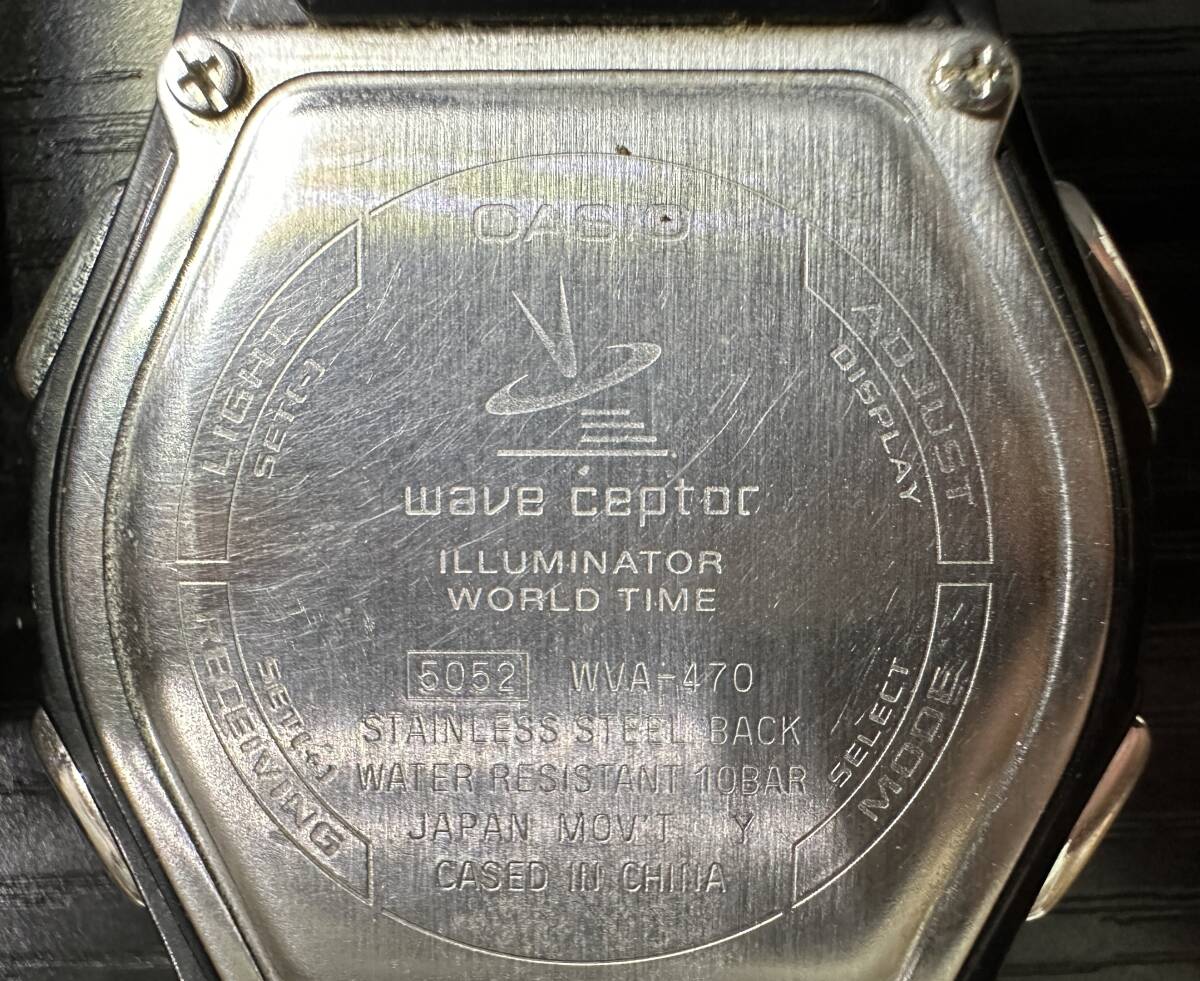 CASIO
LIGHT
SET(-)
ADJUST
DISPLAY
wave ceptor
ILLUMINATOR
WORLD TIME
5052 WVA-470
STAINLESS STEEL BACK
WATER RESISTANT 10BAR
JAPAN MOV'T Y
CASED IN CHINA
RECEIVING
SET(+)
SELECT
MODE